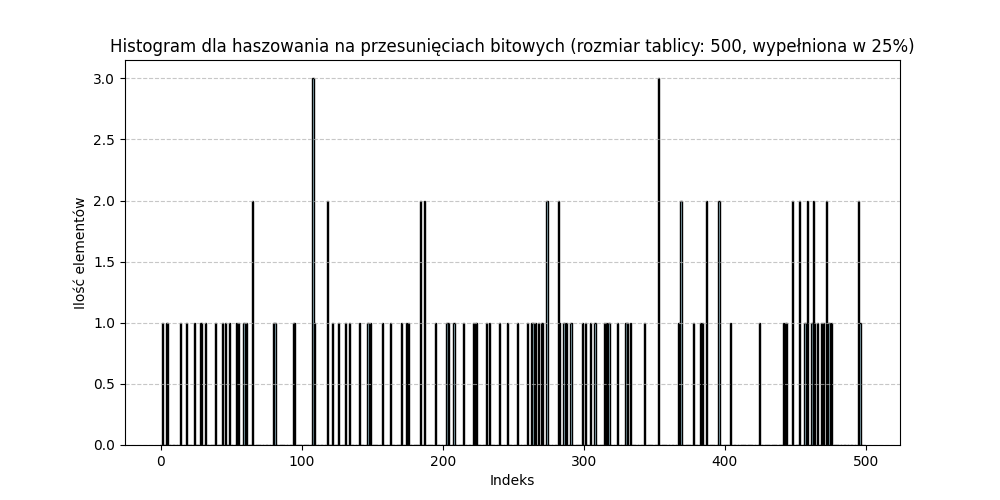 Histogram dla haszowania na przesunięciach bitowych (rozmiar tablicy: 500, wypełniona w 25%)
3.0
2.5
2.0
1.5
1.0
0.5
0.0
Ilość elementów
0 100 200 300 400 500
Indeks